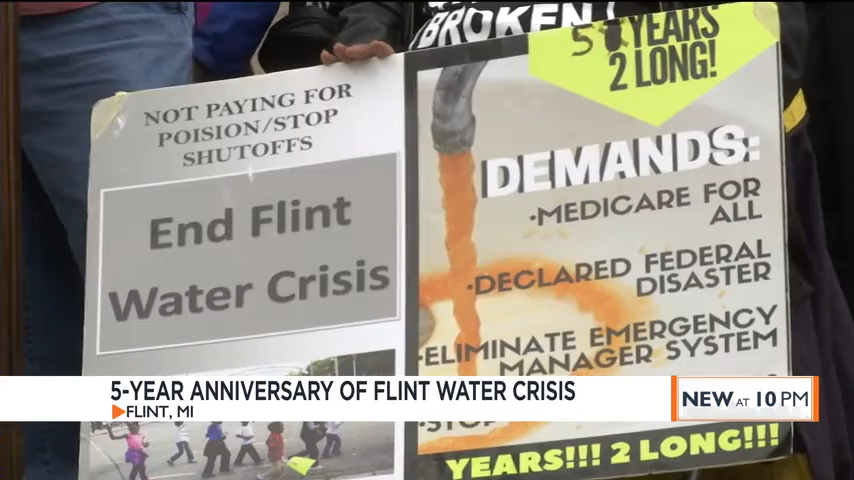 BROKEN
5 YEARS
2 LONG!
NOT PAYING FOR
POISION/STOP
SHUTOFFS
End Flint
Water Crisis
DEMANDS:
·MEDICARE FOR
ALL
·DECLARED FEDERAL
DISASTER
·ELIMINATE EMERGENCY
MANAGER SYSTEM
·STOP
YEARS!!! 2 LONG!!!
5-YEAR ANNIVERSARY OF FLINT WATER CRISIS
FLINT, MI
NEW AT 10 PM